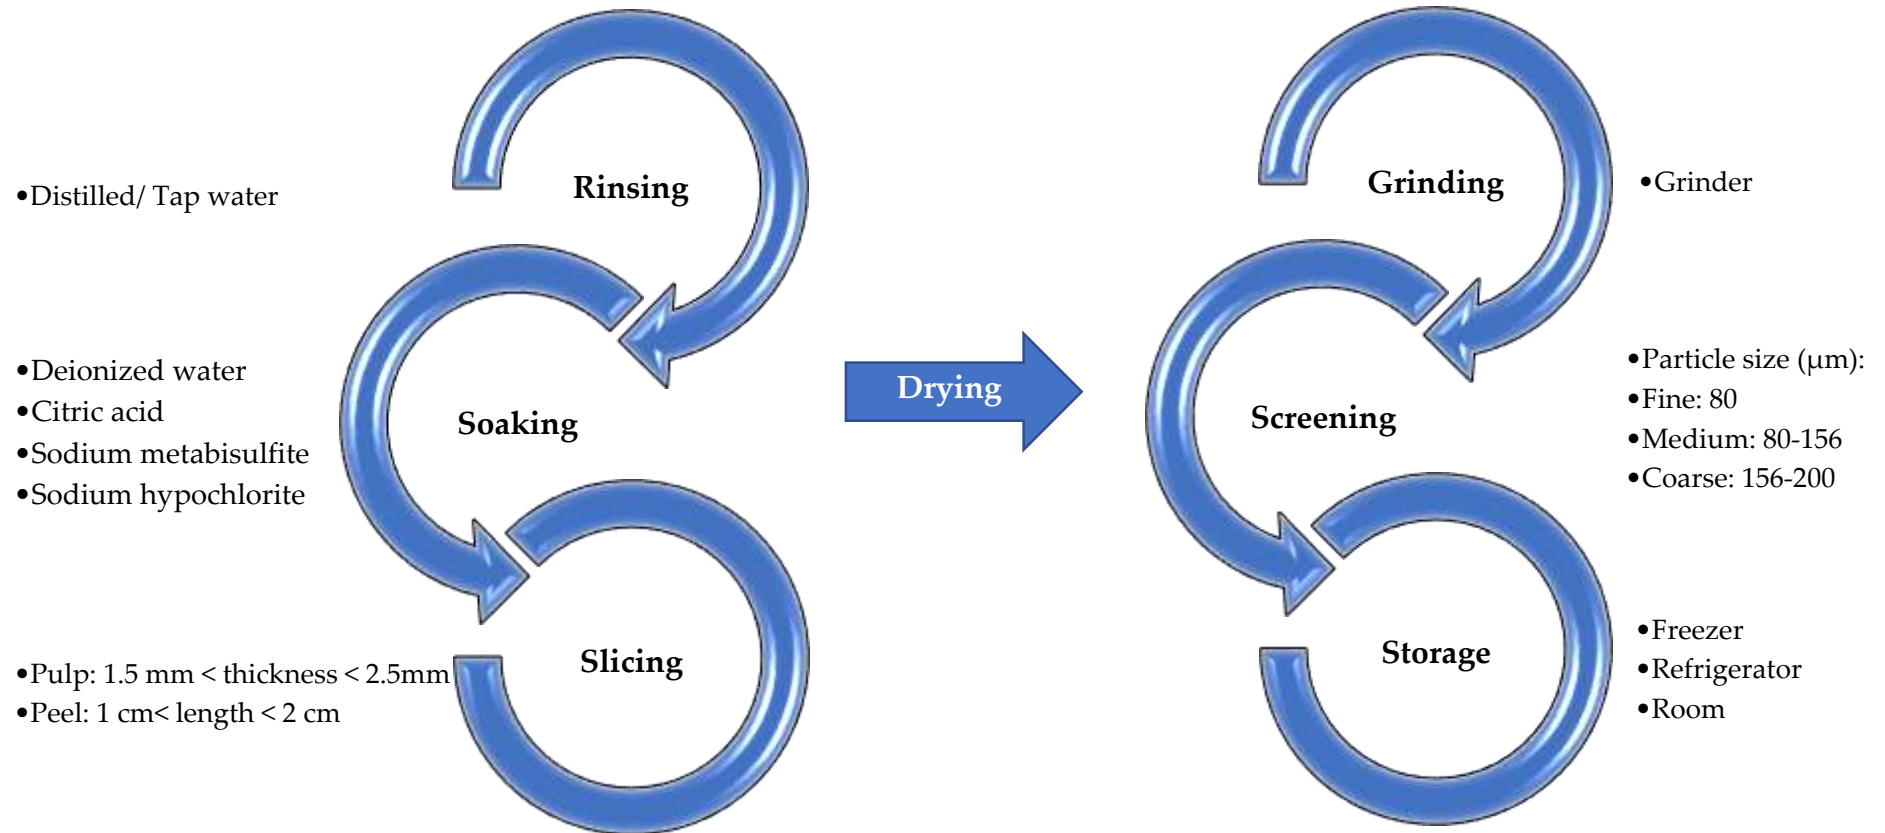 •Distilled/ Tap water
Rinsing
•Deionized water
•Citric acid
•Sodium metabisulfite
•Sodium hypochlorite
Soaking
•Pulp: 1.5 mm < thickness < 2.5mm
•Peel: 1 cm< length < 2 cm
Slicing
Drying
Grinding
•Grinder
Screening
•Particle size (μm):
•Fine: 80
•Medium: 80-156
•Coarse: 156-200
Storage
•Freezer
•Refrigerator
•Room